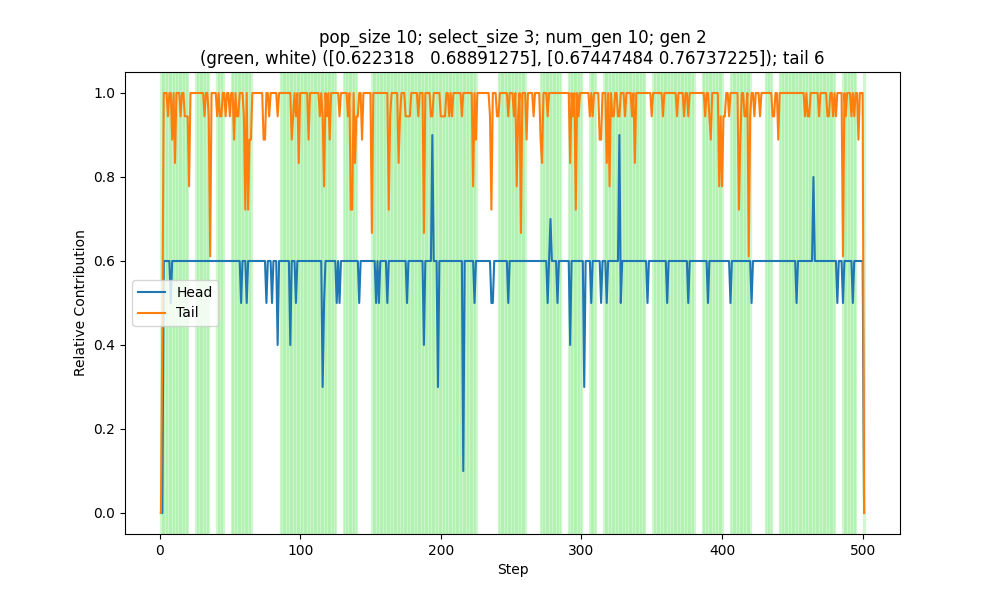 pop_size 10; select_size 3; num_gen 10; gen 2
(green, white) ([0.622318   0.68891275], [0.67447484 0.76737225]); tail 6
1.0
0.8
0.6
0.4
0.2
0.0
Relative Contribution
Head
Tail
0
100
200
300
400
500
Step